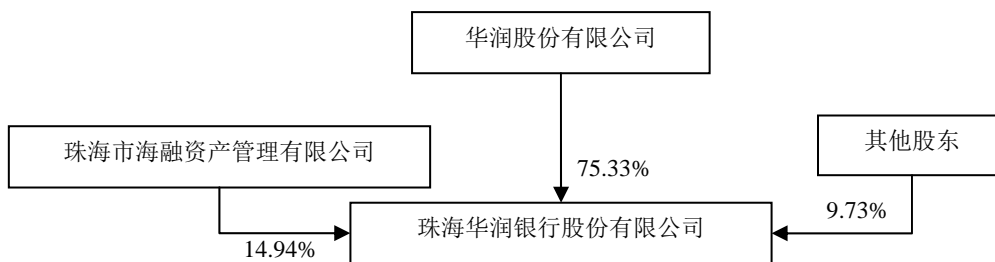 华润股份有限公司
珠海市海融资产管理有限公司
其他股东
75.33%
9.73%
珠海华润银行股份有限公司
14.94%